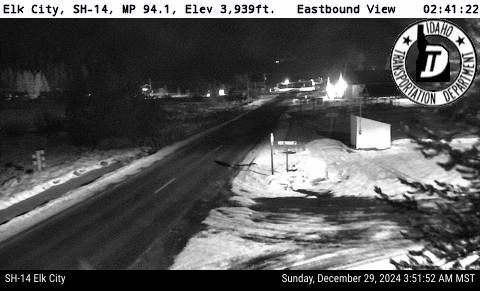 Elk City, SH-14, MP 94.1, Elev 3,939ft. Eastbound View 02:41:22
IDAHO
TRANSPORTATION DEPARTMENT
SH-14 Elk City Sunday, December 29, 2024 3:51:52 AM MST